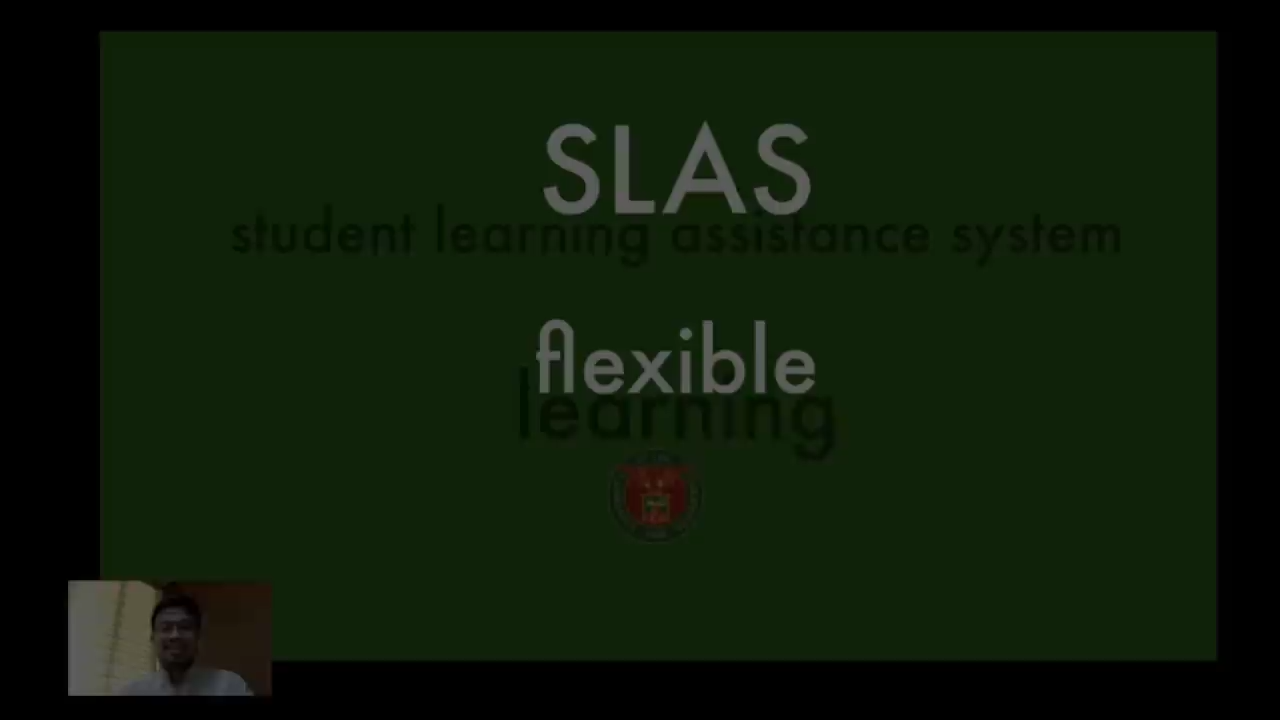 SLAS
student learning assistance system
flexible
learning